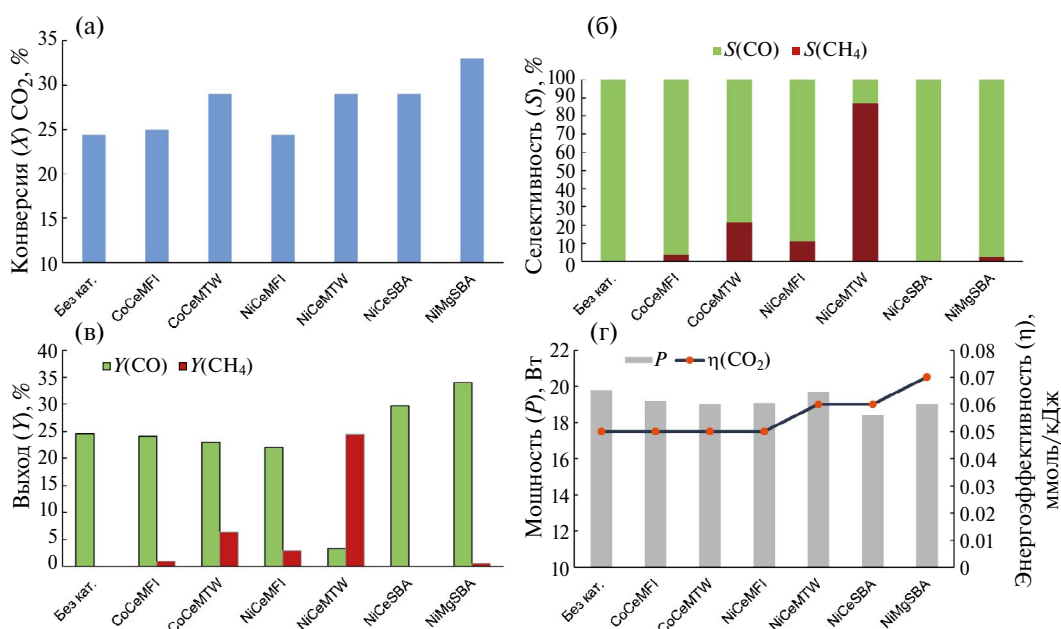 (а)
Конверсия (X) CO₂, %
35
30
25
20
15
10
Без кат.
CoCeMFI
CoCeMTW
NiCeMFI
NiCeMTW
NiCeSBA
NiMgSBA
(б)
S(CO) S(CH₄)
Селективность (S), %
100
90
80
70
60
50
40
30
20
10
0
Без кат.
CoCeMFI
CoCeMTW
NiCeMFI
NiCeMTW
NiCeSBA
NiMgSBA
(в)
Y(CO) Y(CH₄)
Выход (Y), %
40
35
30
25
20
15
10
5
0
Без кат.
CoCeMFI
CoCeMTW
NiCeMFI
NiCeMTW
NiCeSBA
NiMgSBA
(г)
P η(CO₂)
Мощность (P), Вт
22
20
18
16
14
12
10
0.08
0.07
0.06
0.05
0.04
0.03
0.02
0.01
0
Энергоэффективность (η),
ммоль/кДж
Без кат.
CoCeMFI
CoCeMTW
NiCeMFI
NiCeMTW
NiCeSBA
NiMgSBA